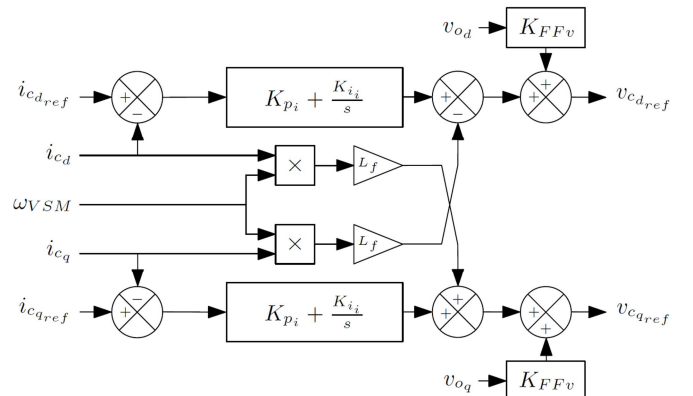 v_{o_d} K_{FFv}
i_{c_{d_{ref}}} + − K_{p_i} + \frac{K_{i_i}}{s} + − + + v_{c_{d_{ref}}}
i_{c_d} × L_f
ω_{VSM}
i_{c_q} × L_f
i_{c_{q_{ref}}} − + K_{p_i} + \frac{K_{i_i}}{s} + + + + v_{c_{q_{ref}}}
v_{o_q} K_{FFv}